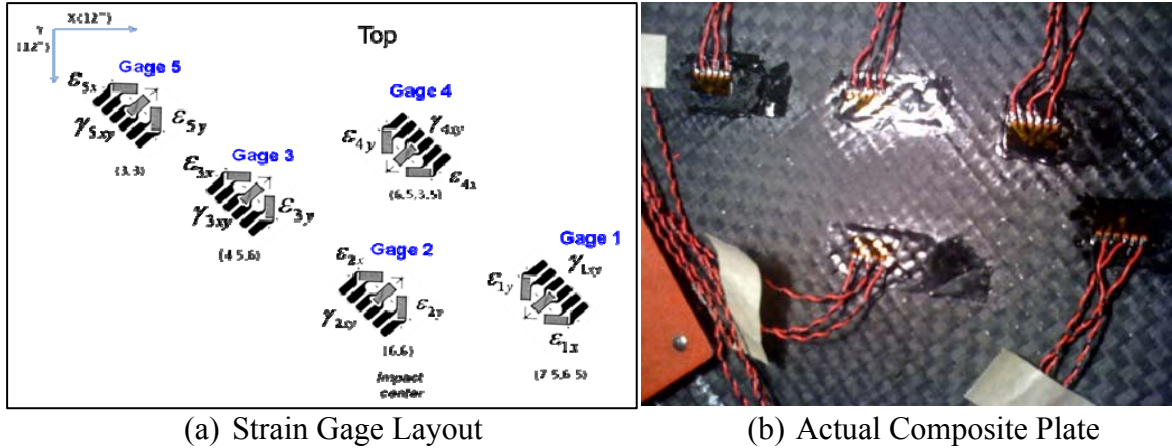 X(12")
Y
(12")
Top
Gage 5
ε5x
ε5y
γ5xy
(3,3)
Gage 4
γ4xy
ε4y
ε4x
(6.5,3.5)
Gage 3
ε3x
γ3xy
ε3y
(4.5,6)
Gage 2
ε2x
ε2y
γ2xy
(6,6)
Impact
center
Gage 1
γ1xy
ε1y
ε1x
(7.5,6.5)
(a) Strain Gage Layout
(b) Actual Composite Plate